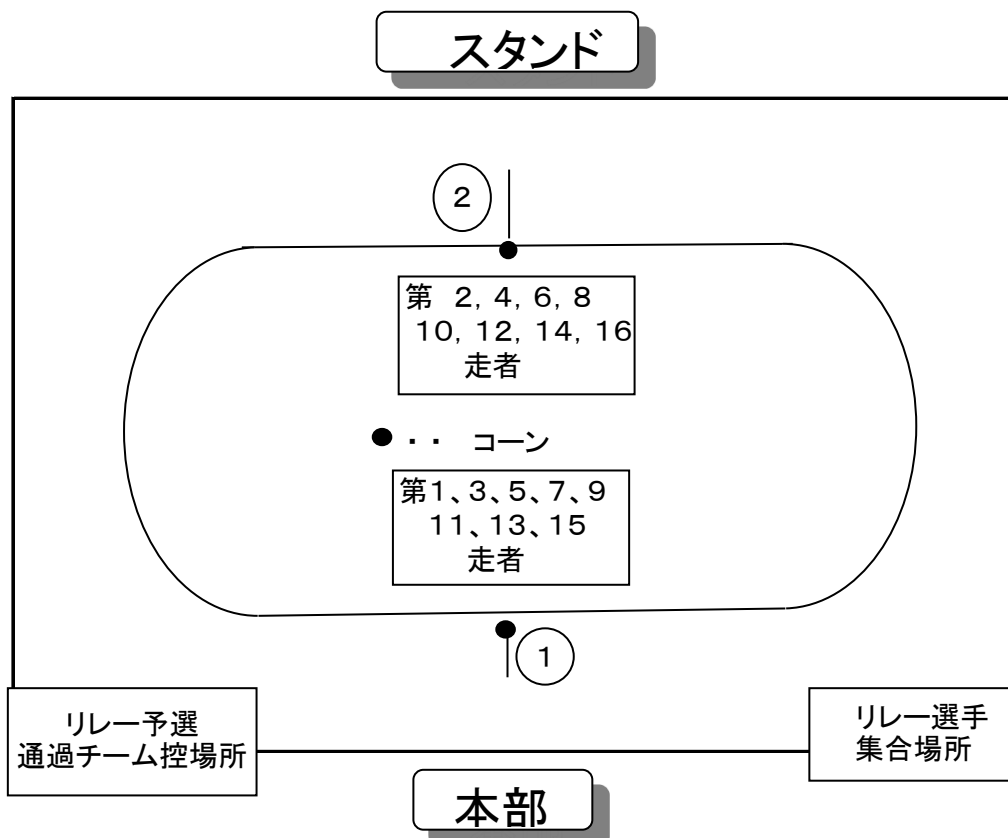 スタンド
２
第　２，４，６，８
１０，１２，１４，１６
走者
・・　コーン
第１、３、５、７、９
１１、１３、１５
走者
１
リレー予選
通過チーム控場所
リレー選手
集合場所
本部